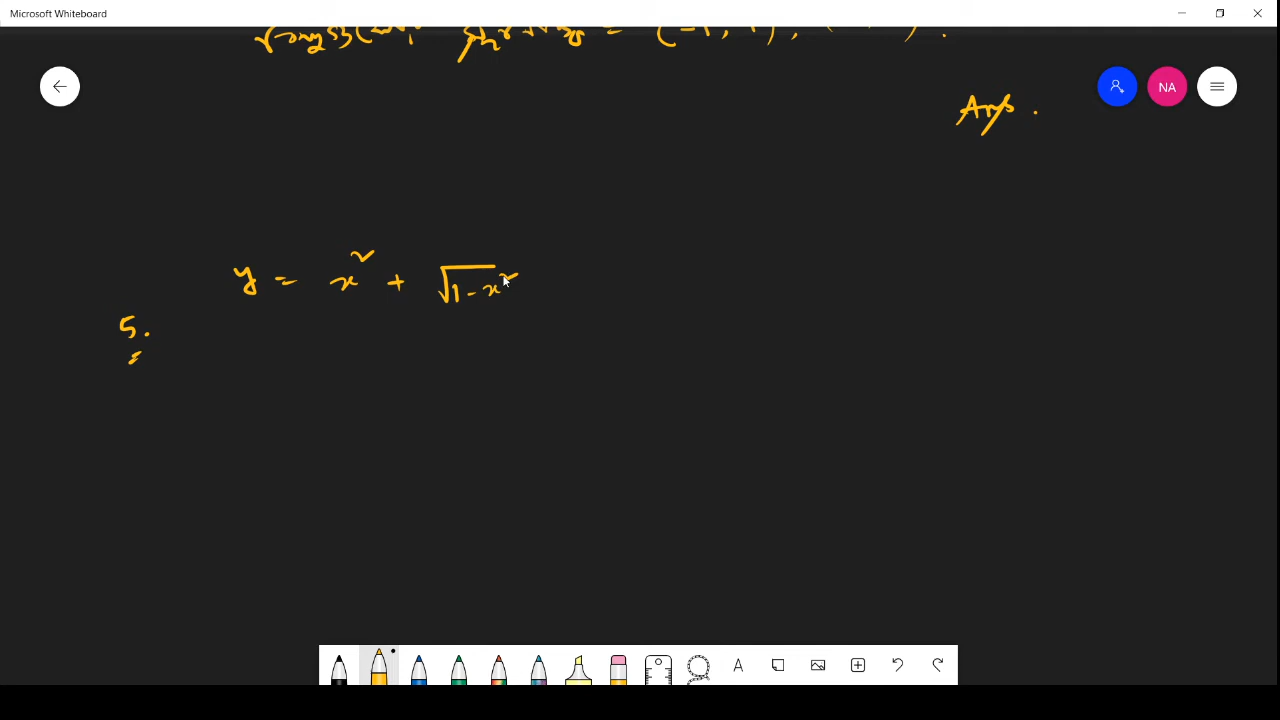 Microsoft Whiteboard
NA
Ans.
y = x² + √1-x²
5.